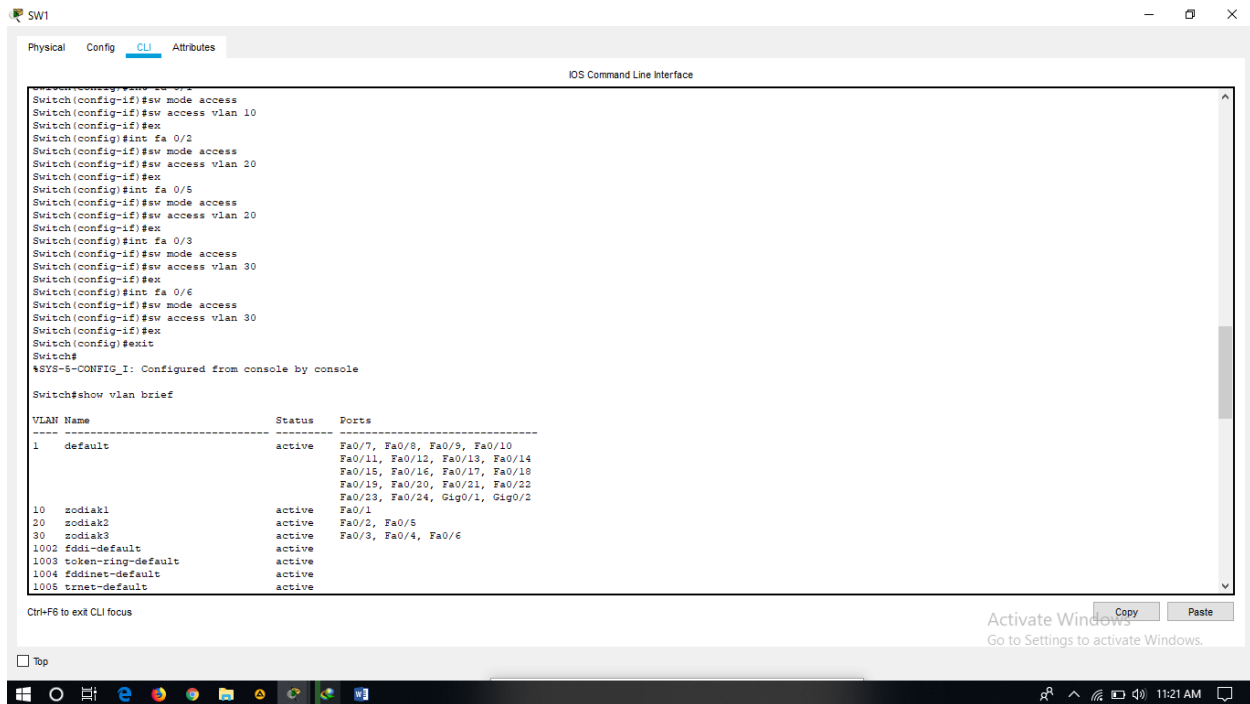 SW1
Physical Config CLI Attributes
IOS Command Line Interface
Switch(config)#int fa 0/1
Switch(config-if)#sw mode access
Switch(config-if)#sw access vlan 10
Switch(config-if)#ex
Switch(config)#int fa 0/2
Switch(config-if)#sw mode access
Switch(config-if)#sw access vlan 20
Switch(config-if)#ex
Switch(config)#int fa 0/5
Switch(config-if)#sw mode access
Switch(config-if)#sw access vlan 20
Switch(config-if)#ex
Switch(config)#int fa 0/3
Switch(config-if)#sw mode access
Switch(config-if)#sw access vlan 30
Switch(config-if)#ex
Switch(config)#int fa 0/6
Switch(config-if)#sw mode access
Switch(config-if)#sw access vlan 30
Switch(config-if)#ex
Switch(config)#exit
Switch#
%SYS-5-CONFIG_I: Configured from console by console
Switch#show vlan brief
VLAN Name Status Ports
---- -------------------------------- --------- -------------------------------
1 default active Fa0/7, Fa0/8, Fa0/9, Fa0/10
Fa0/11, Fa0/12, Fa0/13, Fa0/14
Fa0/15, Fa0/16, Fa0/17, Fa0/18
Fa0/19, Fa0/20, Fa0/21, Fa0/22
Fa0/23, Fa0/24, Gig0/1, Gig0/2
10 zodiak1 active Fa0/1
20 zodiak2 active Fa0/2, Fa0/5
30 zodiak3 active Fa0/3, Fa0/4, Fa0/6
1002 fddi-default active
1003 token-ring-default active
1004 fddinet-default active
1005 trnet-default active
Ctrl+F6 to exit CLI focus
Copy Paste
Activate Windows
Go to Settings to activate Windows.
Top
11:21 AM